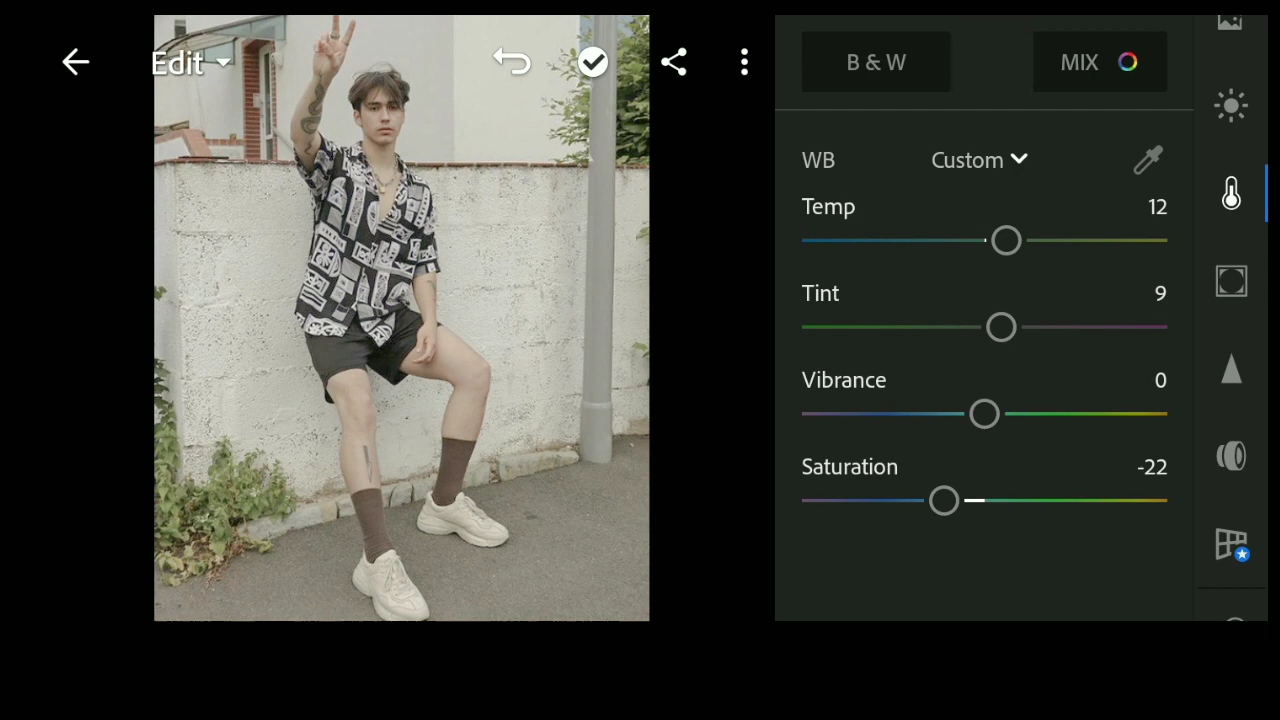 Edit
B & W
MIX
WB
Custom
Temp
12
Tint
9
Vibrance
0
Saturation
-22